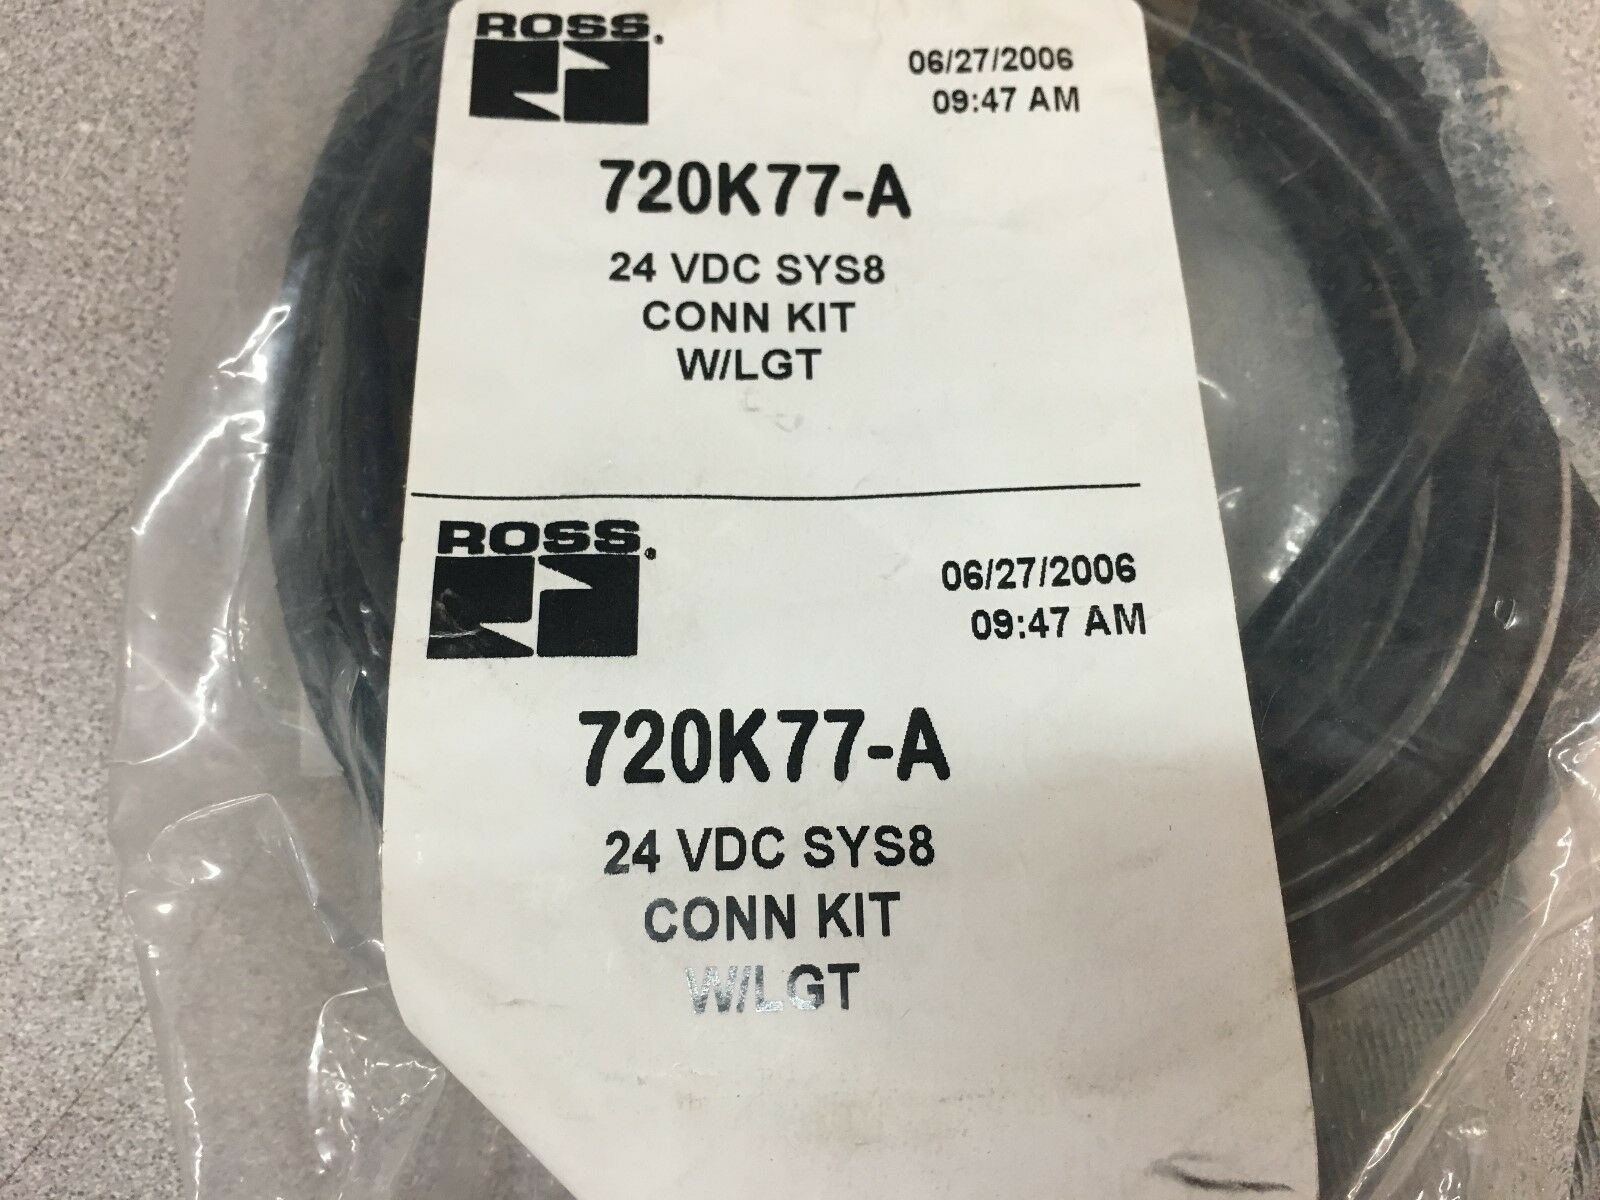 ROSS.
06/27/2006
09:47 AM
720K77-A
24 VDC SYS8
CONN KIT
W/LGT
ROSS®
06/27/2006
09:47 AM
720K77-A
24 VDC SYS8
CONN KIT
W/LGT